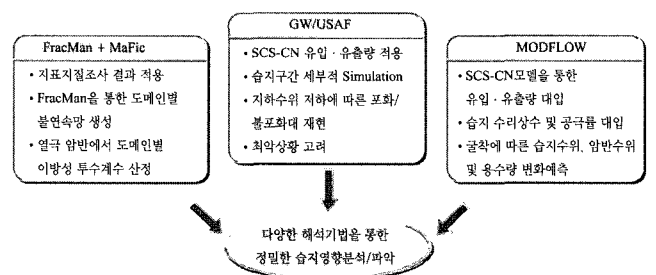 FracMan + MaFic
• 지표지질조사 결과 적용
• FracMan을 통한 도메인별
불연속망 생성
• 열극 암반에서 도메인별
이방성 투수계수 산정
GW/USAF
• SCS-CN 유입 · 유출량 적용
• 습지구간 세부적 Simulation
• 지하수위 저하에 따른 포화/
불포화대 재현
• 최악상황 고려
MODFLOW
• SCS-CN모델을 통한
유입 · 유출량 대입
• 습지 수리상수 및 공극률 대입
• 굴착에 따른 습지수위, 암반수위
및 용수량 변화예측
다양한 해석기법을 통한
정밀한 습지영향분석/파악